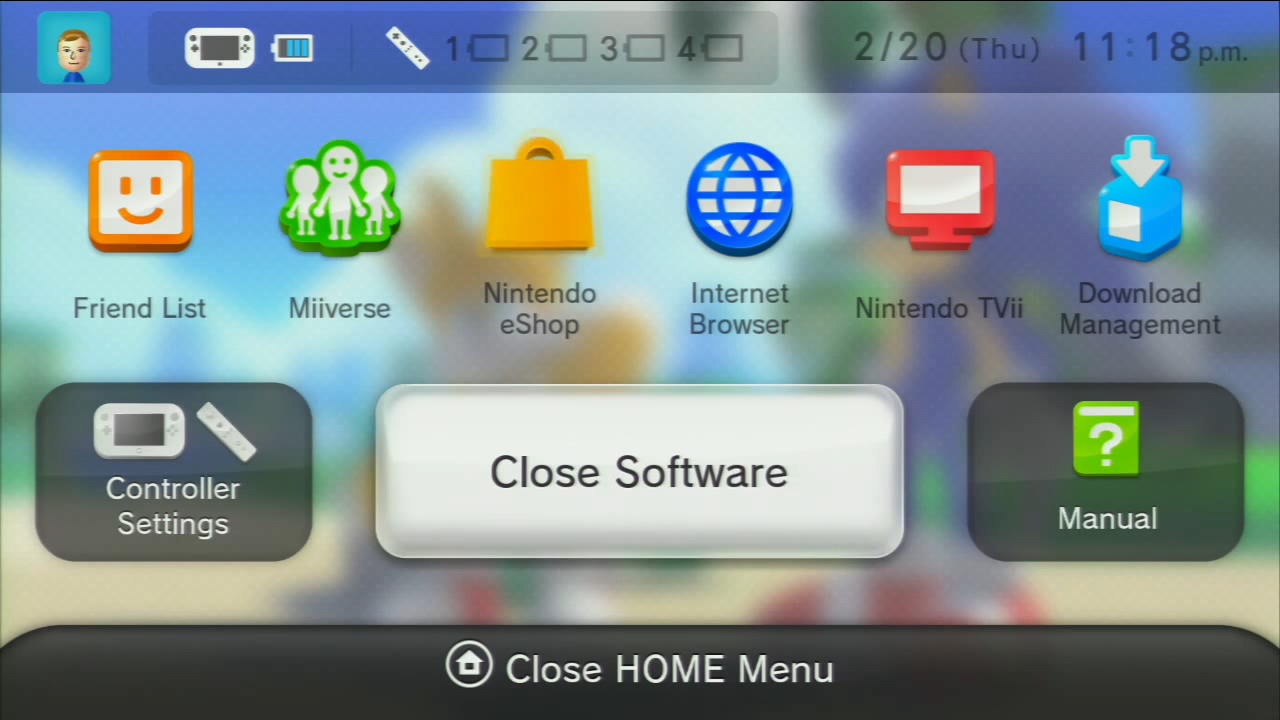 1 2 3 4 2/20 (Thu) 11:18 p.m.
Friend List
Miiverse
Nintendo
eShop
Internet
Browser
Nintendo TVii
Download
Management
Controller
Settings
Close Software
?
Manual
Close HOME Menu